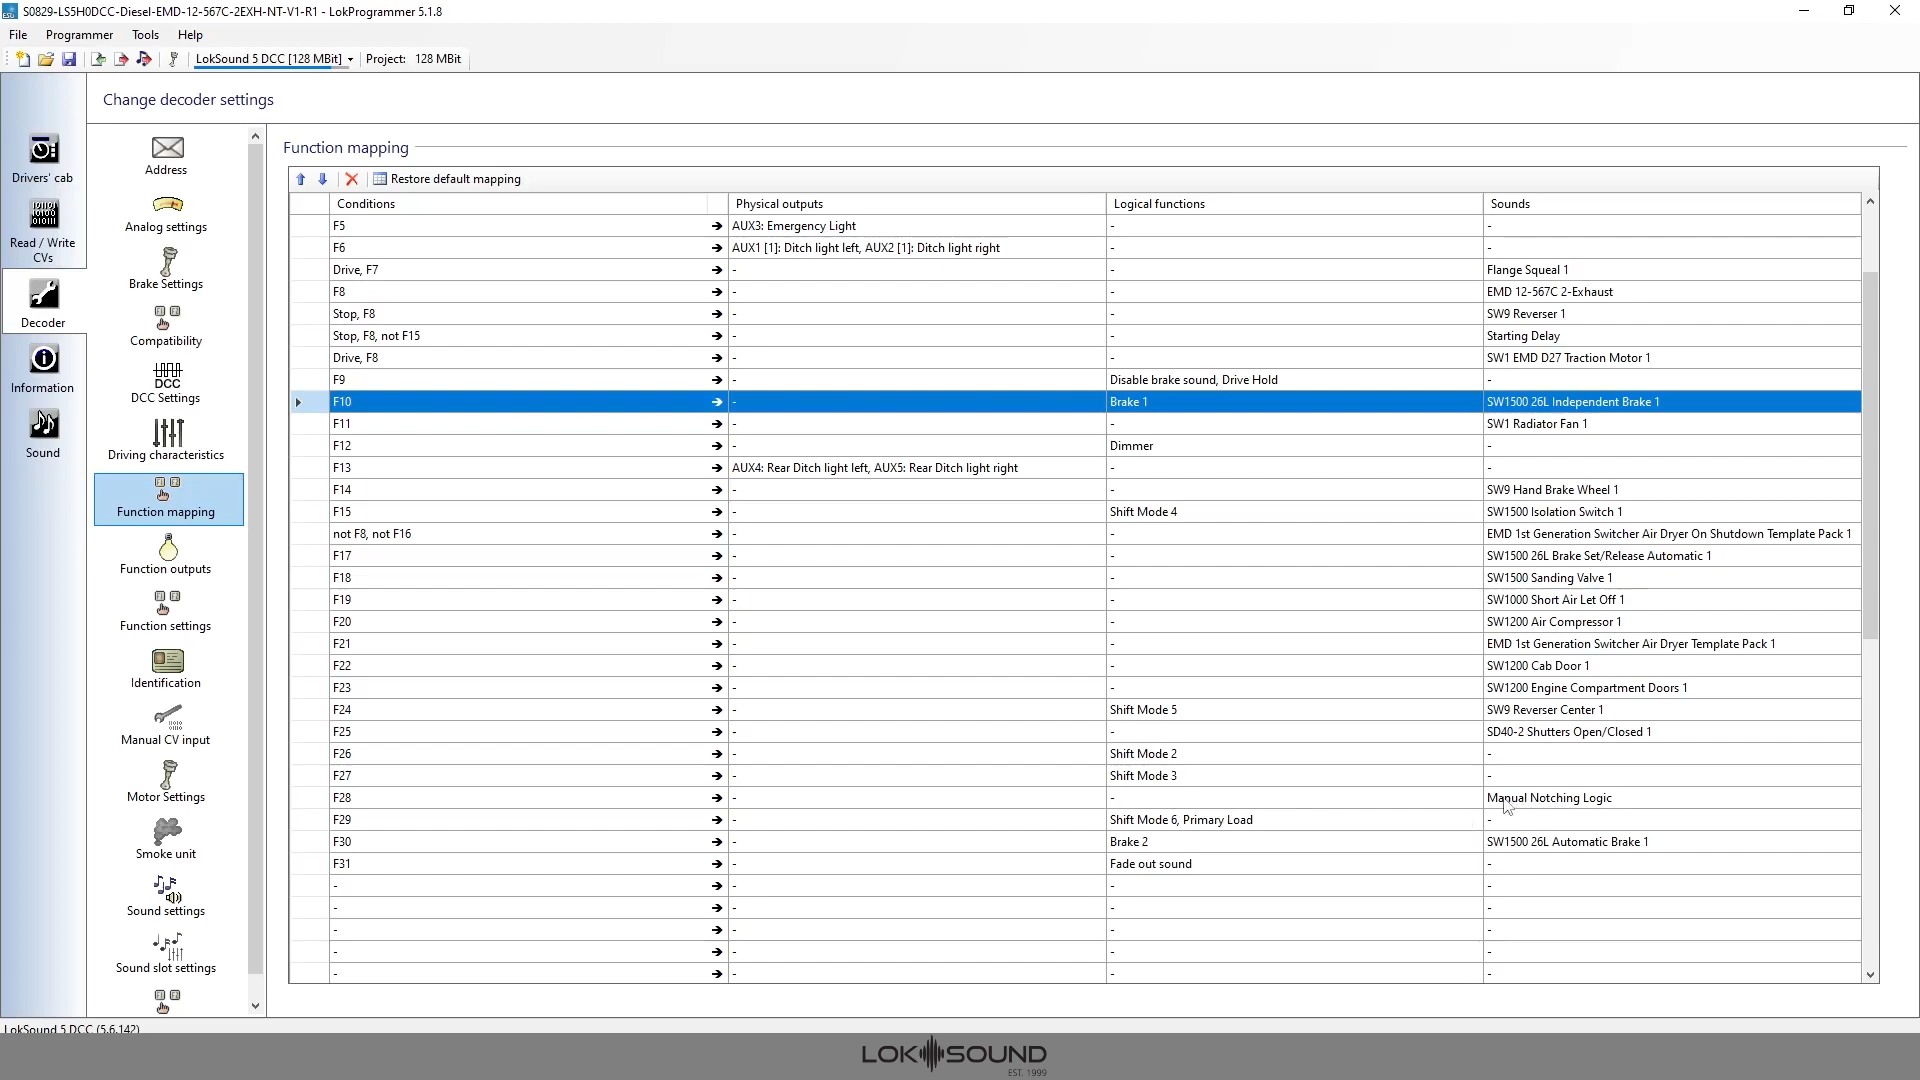 S0829-LS5H0DCC-Diesel-EMD-12-567C-2EXH-NT-V1-R1 - LokProgrammer 5.1.8
File Programmer Tools Help
LokSound 5 DCC [128 MBit] Project: 128 MBit
Change decoder settings
Drivers' cab
Read / Write
CVs
Decoder
Information
Sound
Address
Analog settings
Brake Settings
Compatibility
DCC
DCC Settings
Driving characteristics
Function mapping
Function outputs
Function settings
Identification
Manual CV input
Motor Settings
Smoke unit
Sound settings
Sound slot settings
Function mapping
Restore default mapping
Conditions Physical outputs Logical functions Sounds
F5 AUX3: Emergency Light - -
F6 AUX1 [1]: Ditch light left, AUX2 [1]: Ditch light right - -
Drive, F7 - - Flange Squeal 1
F8 - - EMD 12-567C 2-Exhaust
Stop, F8 - - SW9 Reverser 1
Stop, F8, not F15 - - Starting Delay
Drive, F8 - - SW1 EMD D27 Traction Motor 1
F9 - Disable brake sound, Drive Hold -
F10 - Brake 1 SW1500 26L Independent Brake 1
F11 - - SW1 Radiator Fan 1
F12 - Dimmer -
F13 AUX4: Rear Ditch light left, AUX5: Rear Ditch light right - -
F14 - - SW9 Hand Brake Wheel 1
F15 - Shift Mode 4 SW1500 Isolation Switch 1
not F8, not F16 - - EMD 1st Generation Switcher Air Dryer On Shutdown Template Pack 1
F17 - - SW1500 26L Brake Set/Release Automatic 1
F18 - - SW1500 Sanding Valve 1
F19 - - SW1000 Short Air Let Off 1
F20 - - SW1200 Air Compressor 1
F21 - - EMD 1st Generation Switcher Air Dryer Template Pack 1
F22 - - SW1200 Cab Door 1
F23 - - SW1200 Engine Compartment Doors 1
F24 - Shift Mode 5 SW9 Reverser Center 1
F25 - - SD40-2 Shutters Open/Closed 1
F26 - Shift Mode 2 -
F27 - Shift Mode 3 -
F28 - - Manual Notching Logic
F29 - Shift Mode 6, Primary Load -
F30 - Brake 2 SW1500 26L Automatic Brake 1
F31 - Fade out sound -
- - - -
- - - -
- - - -
- - - -
- - - -
LokSound 5 DCC (5.6.142)
LOKSOUND
EST. 1999